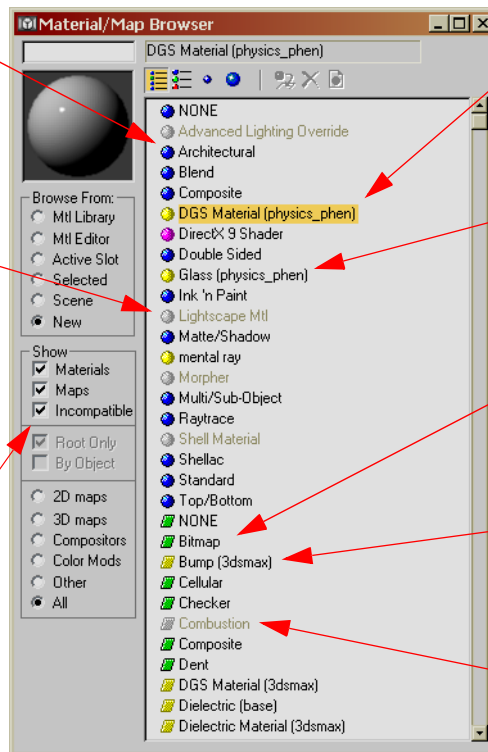 Material/Map Browser
DGS Material (physics_phen)
NONE
Advanced Lighting Override
Architectural
Blend
Composite
DGS Material (physics_phen)
DirectX 9 Shader
Double Sided
Glass (physics_phen)
Ink 'n Paint
Lightscape Mtl
Matte/Shadow
mental ray
Morpher
Multi/Sub-Object
Raytrace
Shell Material
Shellac
Standard
Top/Bottom
NONE
Bitmap
Bump (3dsmax)
Cellular
Checker
Combustion
Composite
Dent
DGS Material (3dsmax)
Dielectric (base)
Dielectric Material (3dsmax)
Browse From:
Mtl Library
Mtl Editor
Active Slot
Selected
Scene
New
Show
Materials
Maps
Incompatible
Root Only
By Object
2D maps
3D maps
Compositors
Color Mods
Other
All